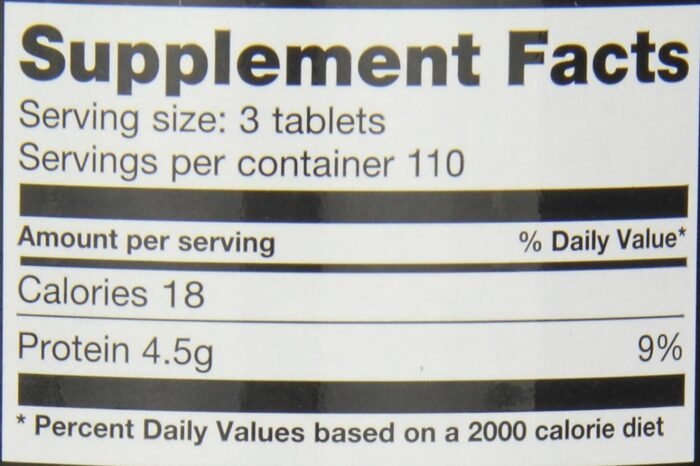 Supplement Facts
Serving size: 3 tablets
Servings per container 110
Amount per serving % Daily Value*
Calories 18
Protein 4.5g 9%
* Percent Daily Values based on a 2000 calorie diet